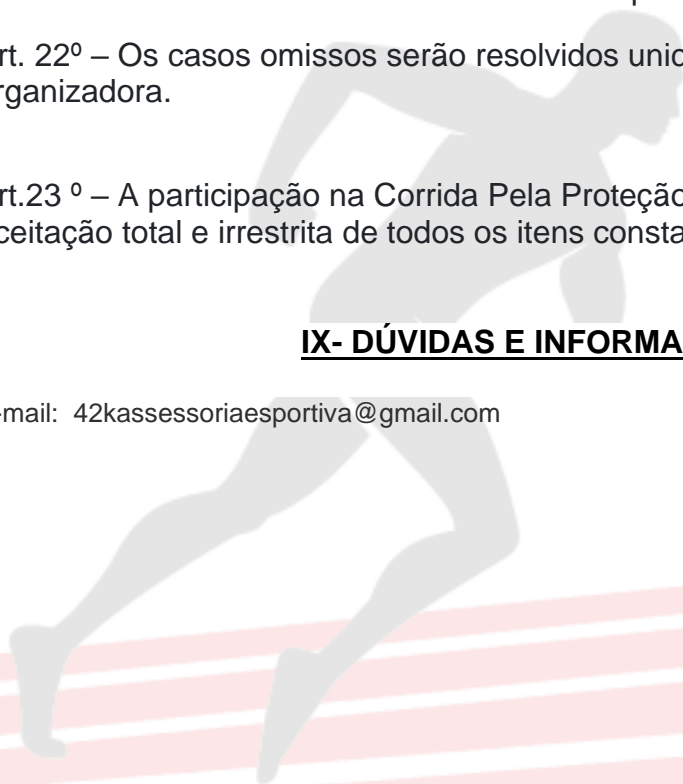 rt. 22º – Os casos omissos serão resolvidos unic
rganizadora.
rt.23 º – A participação na Corrida Pela Proteção
ceitação total e irrestrita de todos os itens consta
IX- DÚVIDAS E INFORMA
-mail: 42kassessoriaesportiva@gmail.com